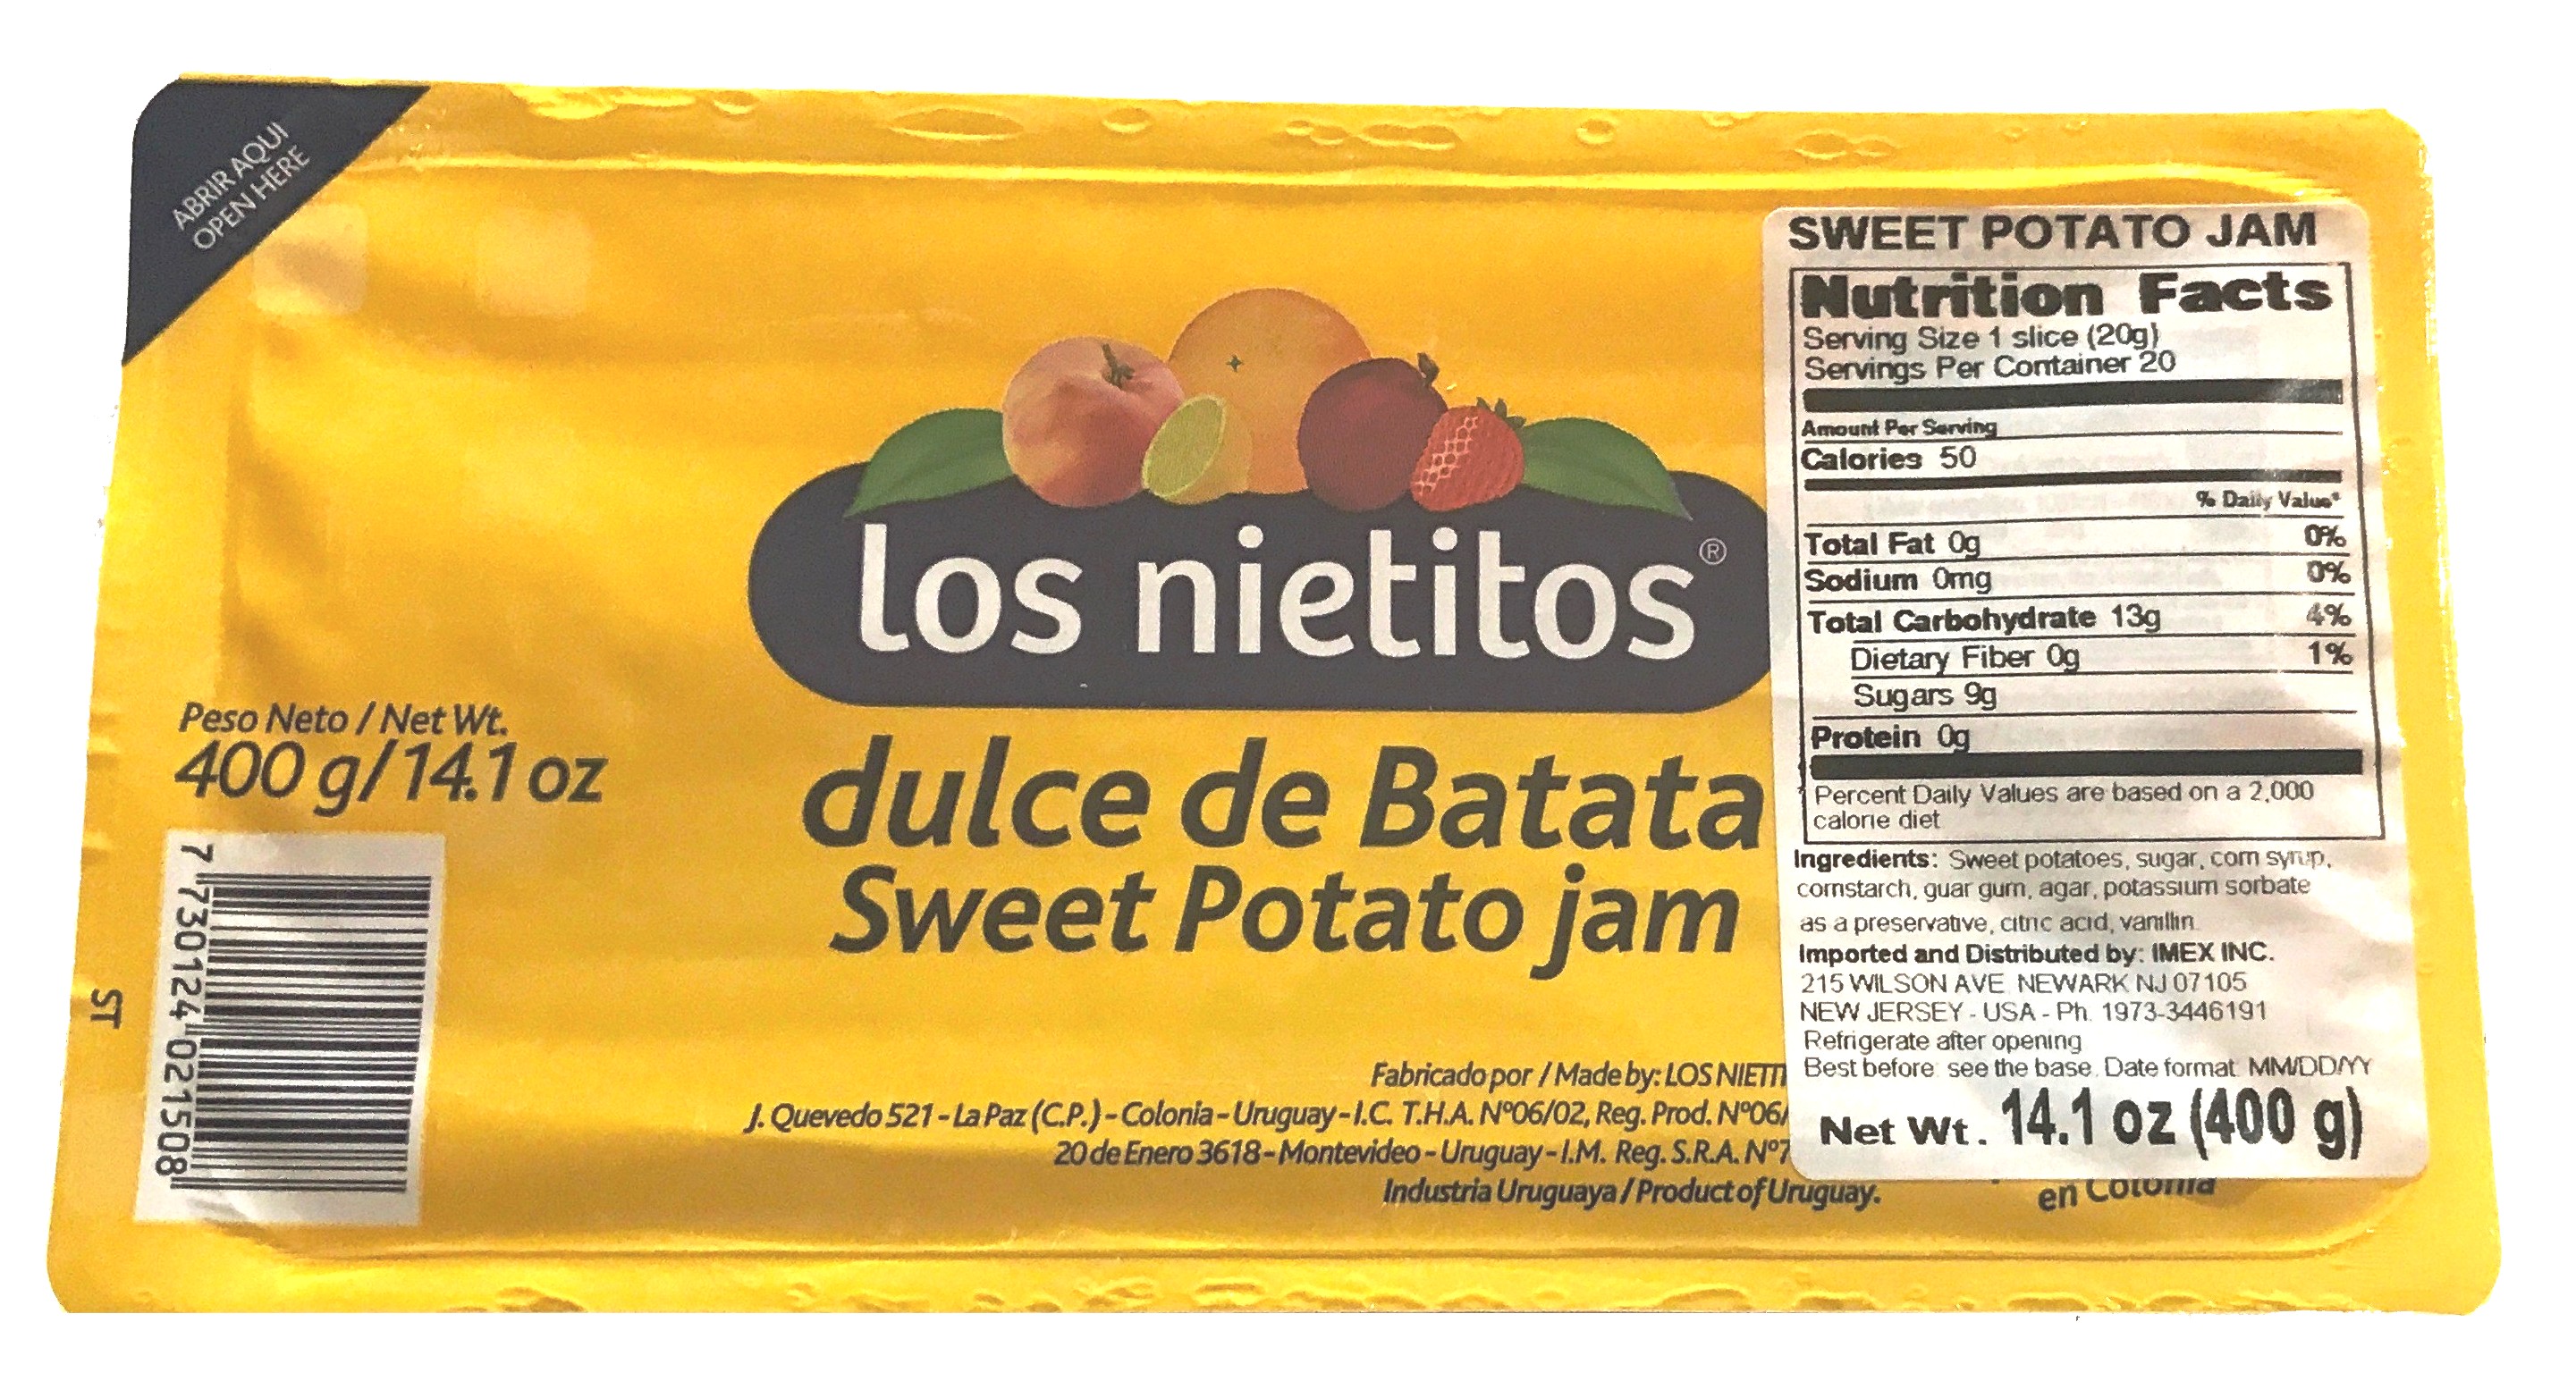 ABRIR AQUI
OPEN HERE
los nietitos®
dulce de Batata
Sweet Potato jam
Peso Neto / Net Wt.
400 g/14.1 oz
7 730124 021508
ST
Fabricado por / Made by: LOS NIETI
J. Quevedo 521 - La Paz (C.P.) - Colonia - Uruguay - I.C. T.H.A. Nº06/02, Reg. Prod. Nº06/
20 de Enero 3618 - Montevideo - Uruguay - I.M. Reg. S.R.A. Nº7
Industria Uruguaya / Product of Uruguay.
en Colonia
SWEET POTATO JAM
Nutrition Facts
Serving Size 1 slice (20g)
Servings Per Container 20
Amount Per Serving
Calories 50
% Daily Value*
Total Fat 0g 0%
Sodium 0mg 0%
Total Carbohydrate 13g 4%
Dietary Fiber 0g 1%
Sugars 9g
Protein 0g
Percent Daily Values are based on a 2,000
calorie diet
Ingredients: Sweet potatoes, sugar, corn syrup,
cornstarch, guar gum, agar, potassium sorbate
as a preservative, citric acid, vanillin.
Imported and Distributed by: IMEX INC.
215 WILSON AVE. NEWARK NJ 07105
NEW JERSEY - USA - Ph. 1973-3446191
Refrigerate after opening
Best before: see the base. Date format: MM/DD/YY
Net Wt. 14.1 oz (400 g)